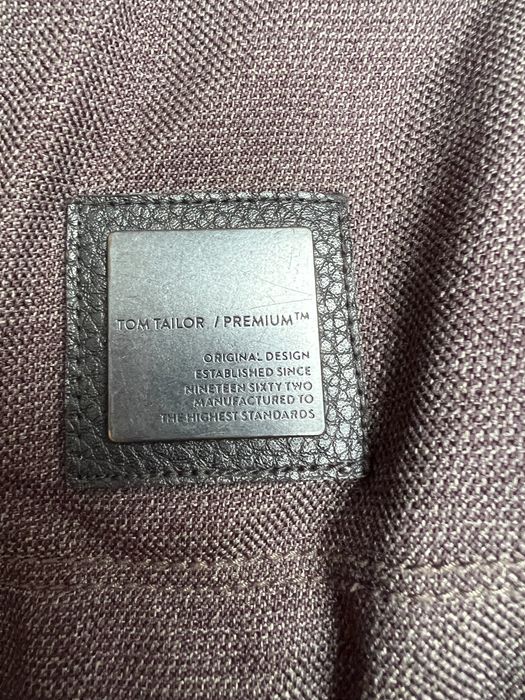 TOM TAILOR / PREMIUM™
ORIGINAL DESIGN
ESTABLISHED SINCE
NINETEEN SIXTY TWO
MANUFACTURED TO
THE HIGHEST STANDARDS